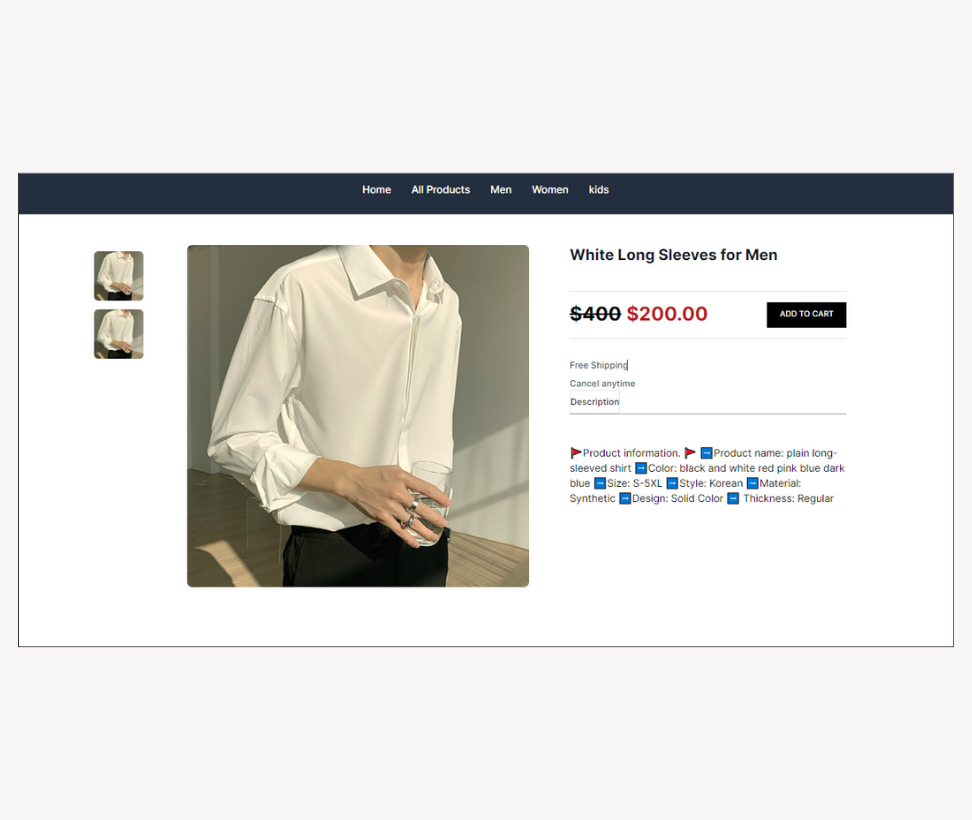 Home All Products Men Women kids
White Long Sleeves for Men
$400 $200.00 ADD TO CART
Free Shipping
Cancel anytime
Description
🚩Product information. 🚩 ➡️Product name: plain long-
sleeved shirt ➡️Color: black and white red pink blue dark
blue ➡️Size: S-5XL ➡️Style: Korean ➡️Material:
Synthetic ➡️Design: Solid Color ➡️ Thickness: Regular